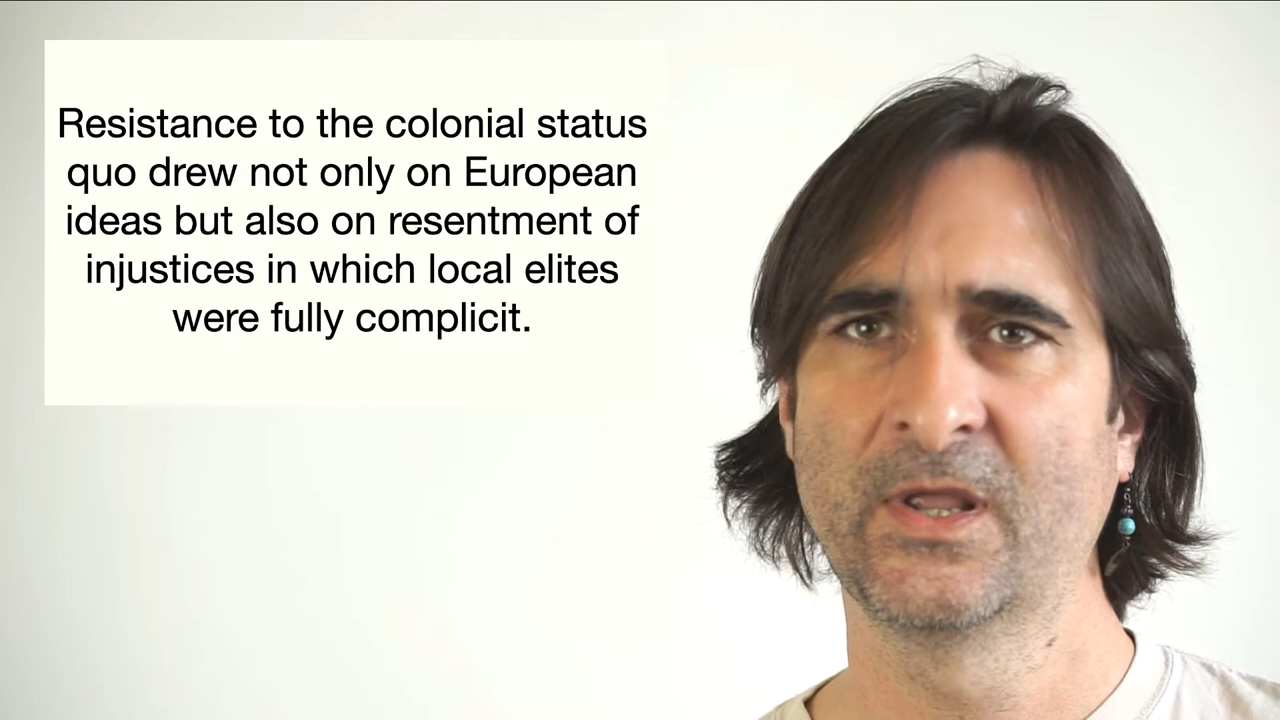 Resistance to the colonial status
quo drew not only on European
ideas but also on resentment of
injustices in which local elites
were fully complicit.